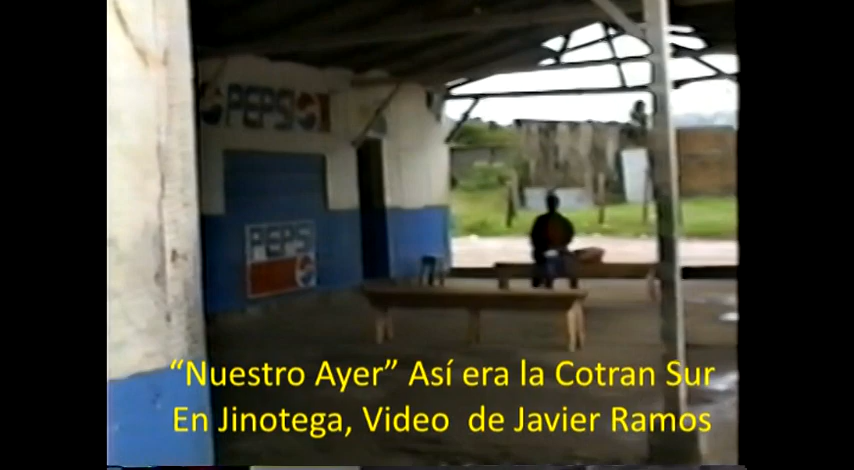 PEPSI
PEPSI
“Nuestro Ayer” Así era la Cotran Sur
En Jinotega, Video de Javier Ramos